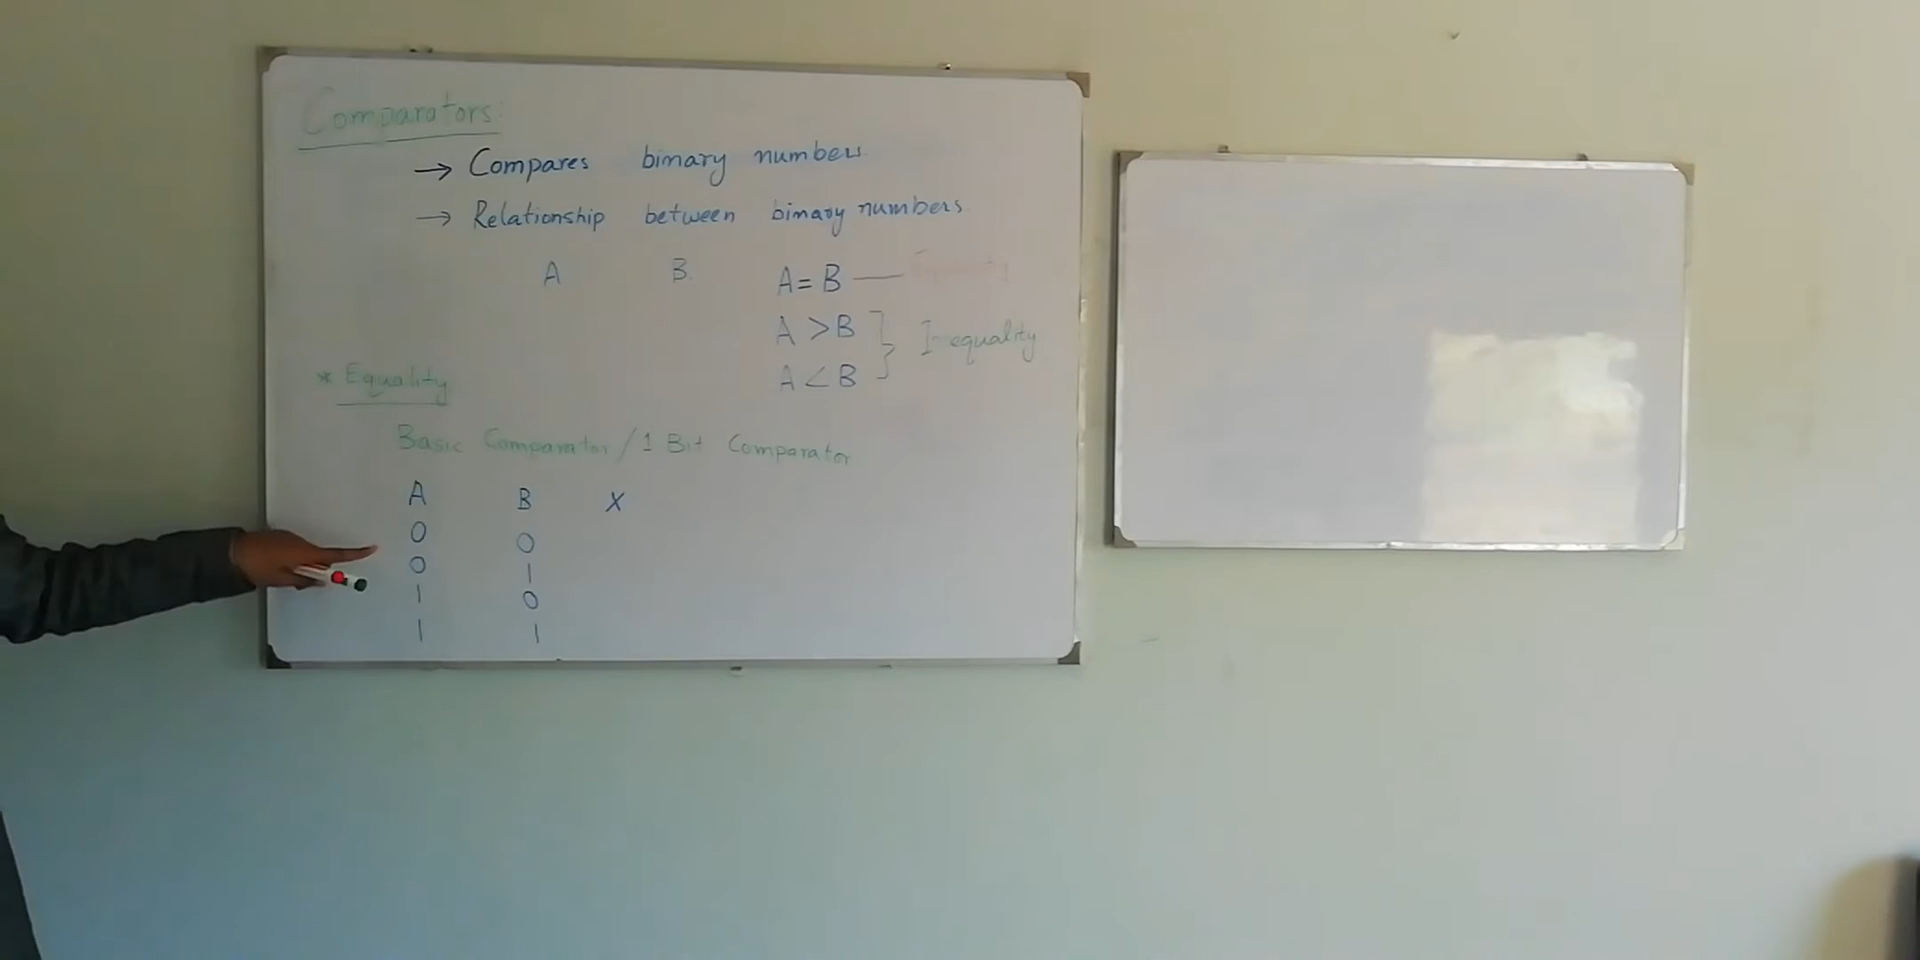 Comparators:
→ Compares binary numbers
→ Relationship between binary numbers
A B A=B — Equality
A >B
A <B } Inequality
* Equality
Basic Comparator / 1 Bit Comparator
A B X
0 0
0 1
1 0
1 1